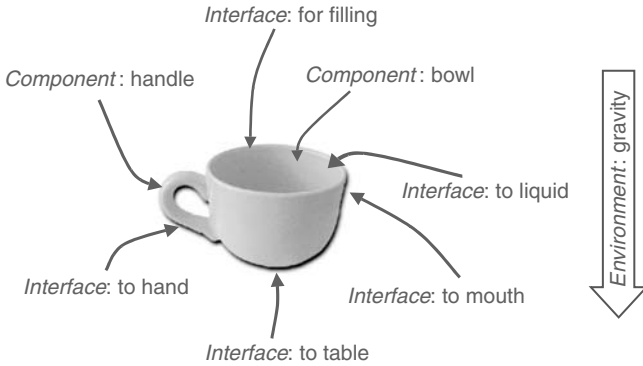 Interface: for filling
Component: handle
Component: bowl
Environment: gravity
Interface: to liquid
Interface: to hand
Interface: to mouth
Interface: to table